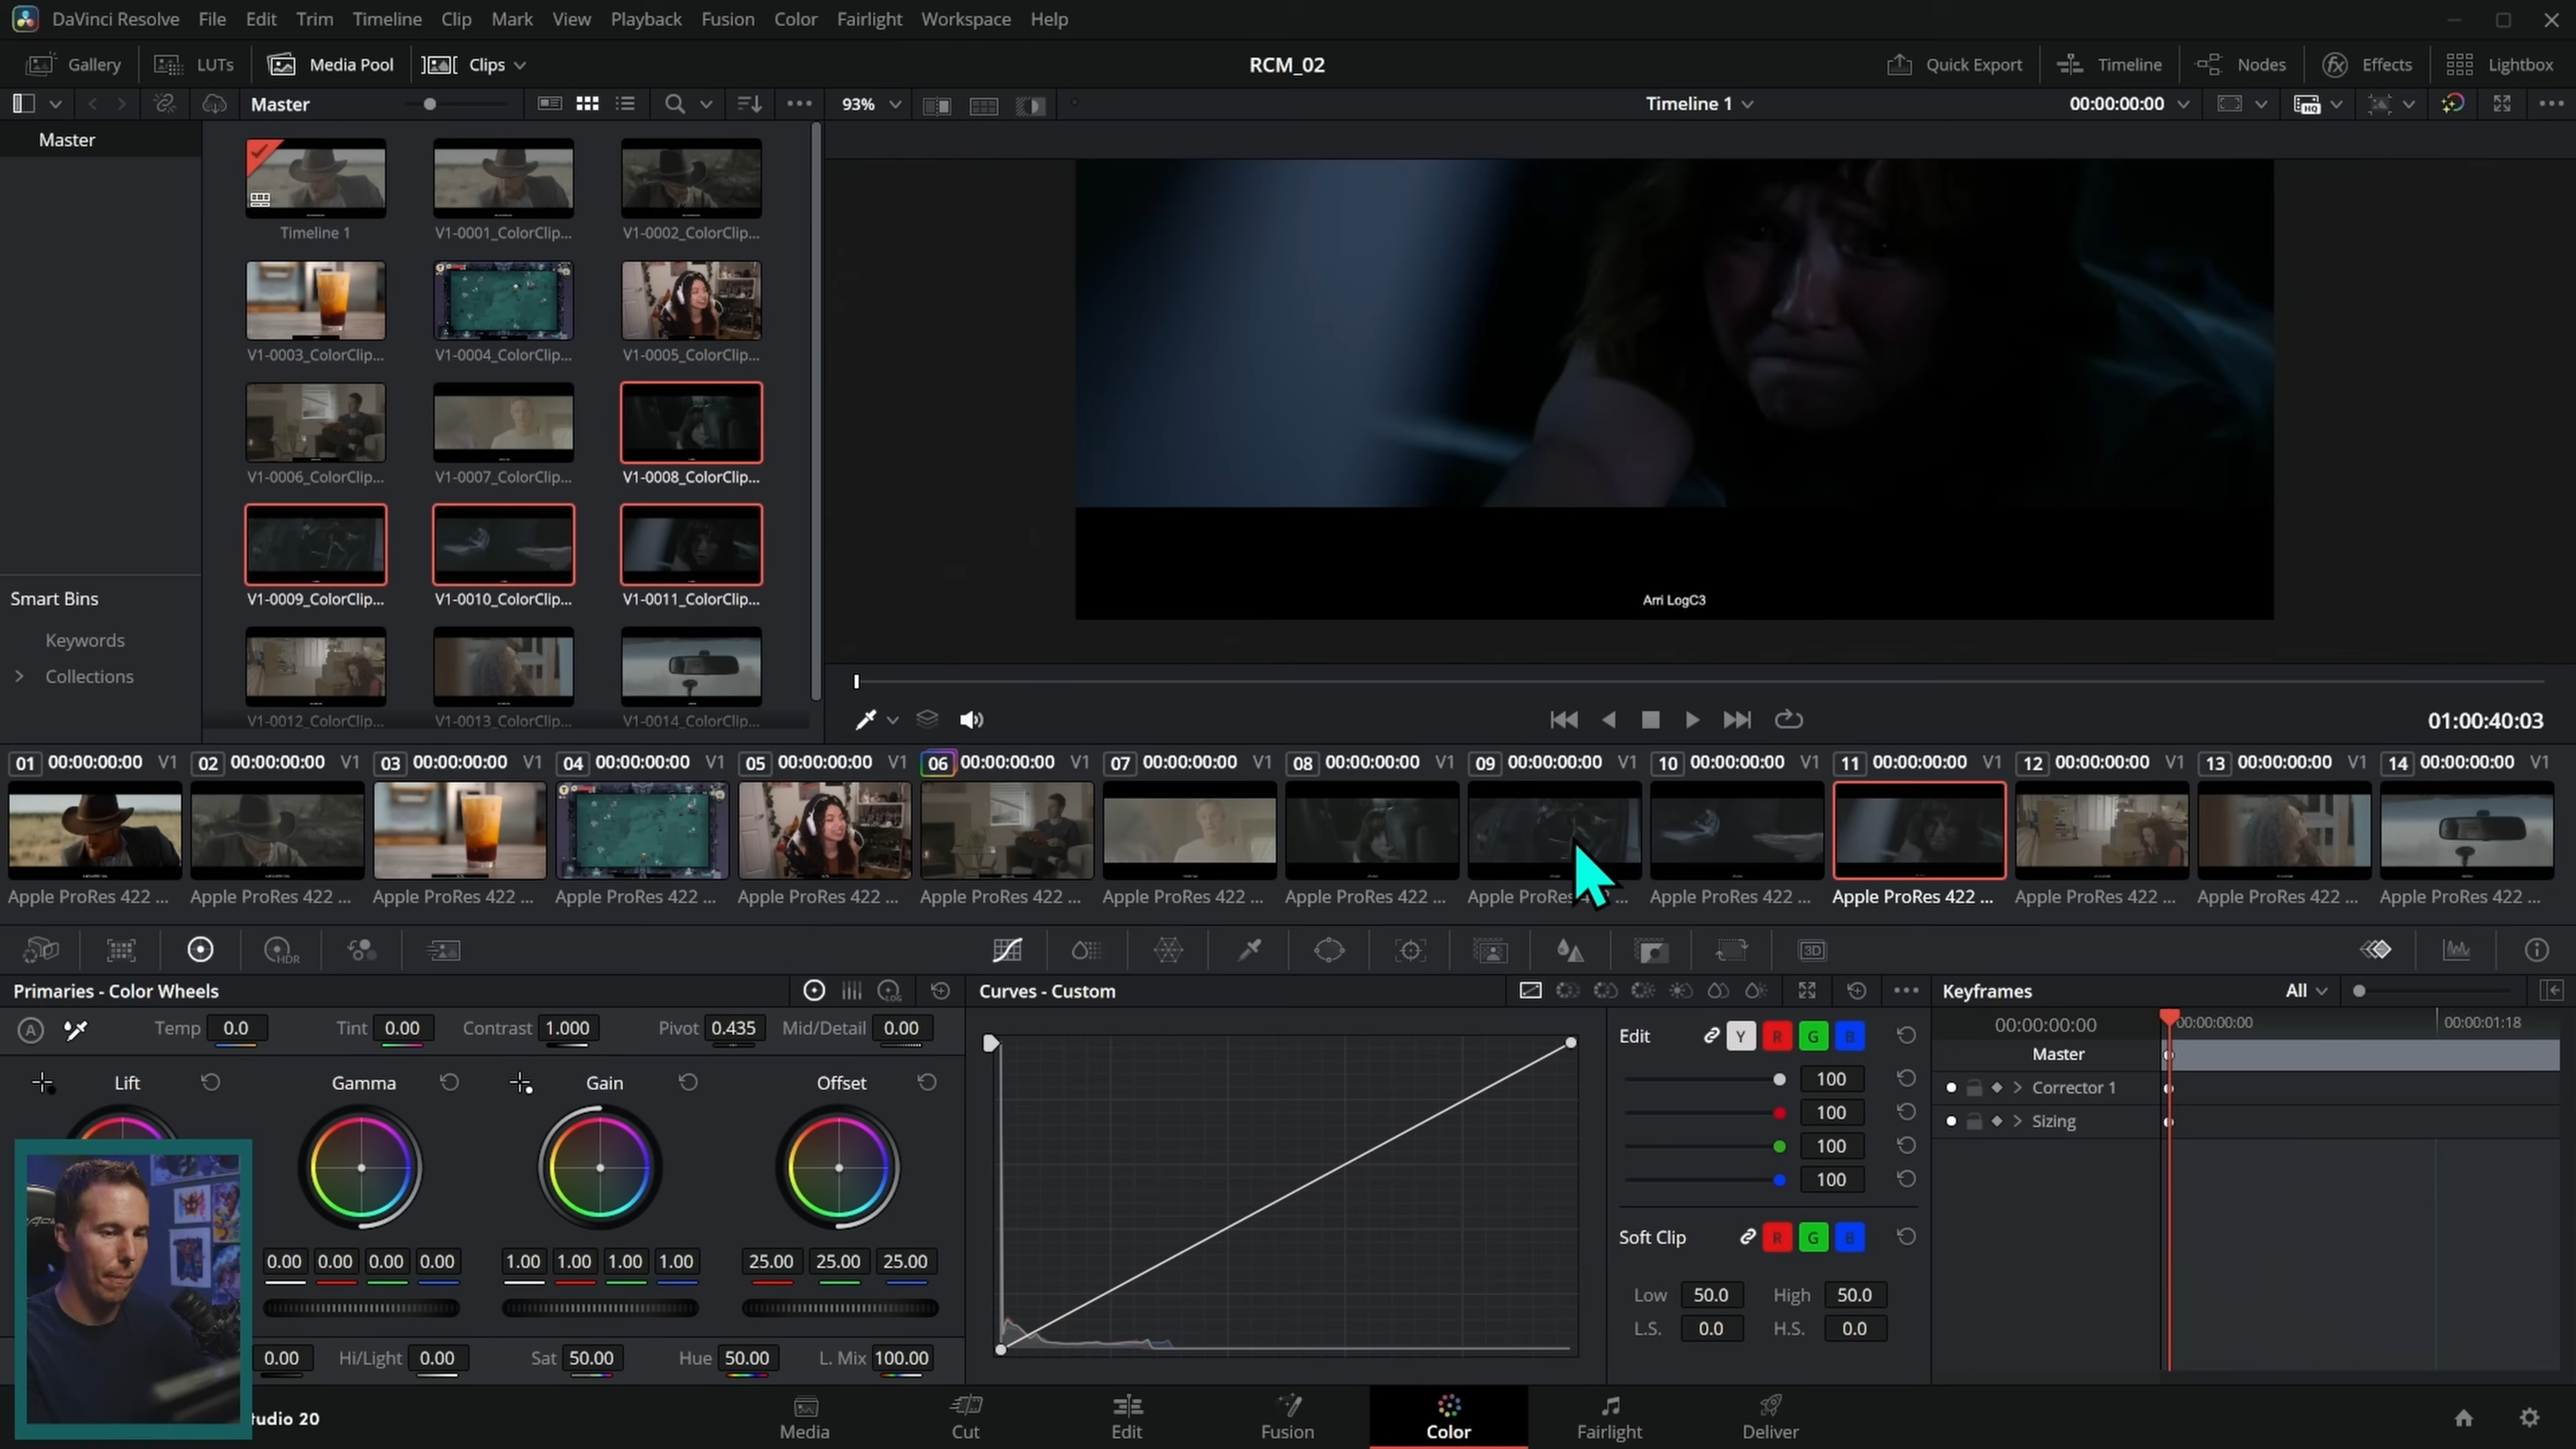 DaVinci Resolve File Edit Trim Timeline Clip Mark View Playback Fusion Color Fairlight Workspace Help
Gallery LUTs Media Pool Clips RCM_02 Quick Export Timeline Nodes Effects Lightbox
Master 93% Timeline 1 00:00:00:00
Master
Timeline 1 V1-0001_ColorClip... V1-0002_ColorClip...
V1-0003_ColorClip... V1-0004_ColorClip... V1-0005_ColorClip...
V1-0006_ColorClip... V1-0007_ColorClip... V1-0008_ColorClip...
V1-0009_ColorClip... V1-0010_ColorClip... V1-0011_ColorClip...
V1-0012_ColorClip... V1-0013_ColorClip... V1-0014_ColorClip...
Smart Bins
Keywords
Collections
Arri LogC3
01:00:40:03
01 00:00:00:00 V1 02 00:00:00:00 V1 03 00:00:00:00 V1 04 00:00:00:00 V1 05 00:00:00:00 V1 06 00:00:00:00 V1 07 00:00:00:00 V1 08 00:00:00:00 V1 09 00:00:00:00 V1 10 00:00:00:00 V1 11 00:00:00:00 V1 12 00:00:00:00 V1 13 00:00:00:00 V1 14 00:00:00:00 V1
Apple ProRes 422 ... Apple ProRes 422 ... Apple ProRes 422 ... Apple ProRes 422 ... Apple ProRes 422 ... Apple ProRes 422 ... Apple ProRes 422 ... Apple ProRes 422 ... Apple ProRes ... Apple ProRes 422 ... Apple ProRes 422 ... Apple ProRes 422 ... Apple ProRes 422 ... Apple ProRes 422 ...
HDR 3D
Primaries - Color Wheels LOG
A Temp 0.0 Tint 0.00 Contrast 1.000 Pivot 0.435 Mid/Detail 0.00
Lift Gamma Gain Offset
0.00 0.00 0.00 0.00 1.00 1.00 1.00 1.00 25.00 25.00 25.00
0.00 Hi/Light 0.00 Sat 50.00 Hue 50.00 L. Mix 100.00
Curves - Custom
Edit Y R G B
100
100
100
100
Soft Clip R G B
Low 50.0 High 50.0
L.S. 0.0 H.S. 0.0
Keyframes All
00:00:00:00 00:00:00:00 00:00:01:18
Master
Corrector 1
Sizing
tudio 20
Media Cut Edit Fusion Color Fairlight Deliver